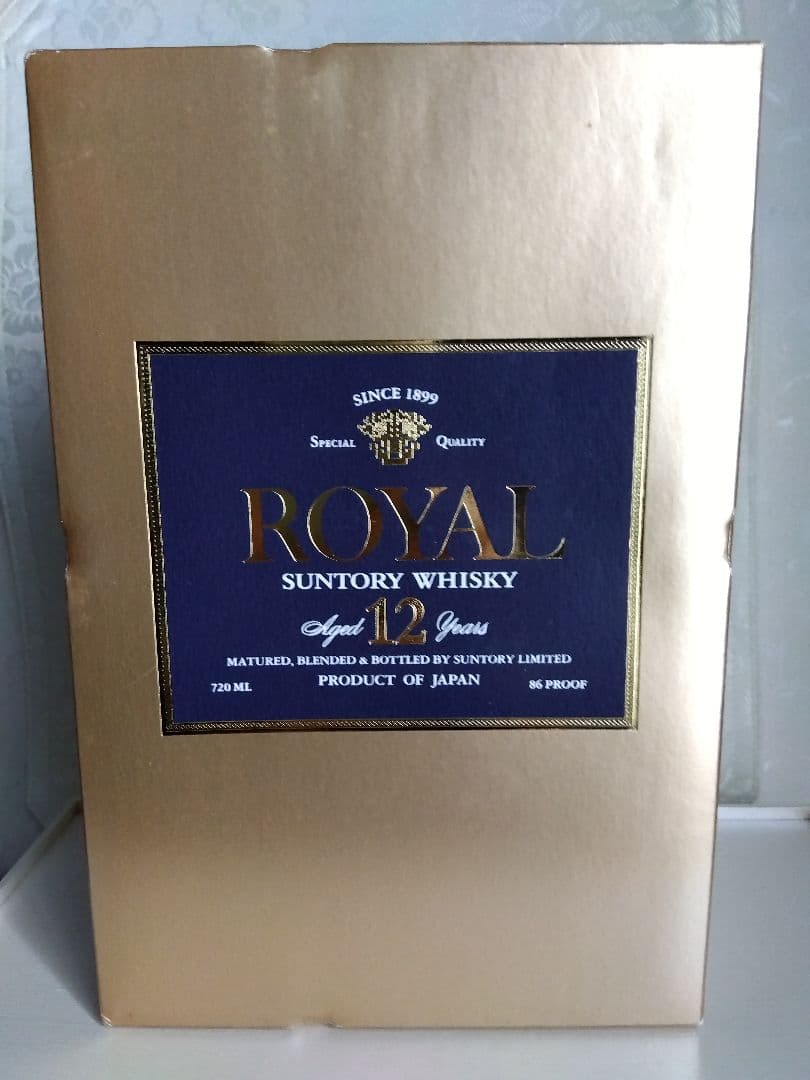 SINCE 1899
SPECIAL QUALITY
ROYAL
SUNTORY WHISKY
Aged 12 Years
MATURED, BLENDED & BOTTLED BY SUNTORY LIMITED
720 ML PRODUCT OF JAPAN 86 PROOF